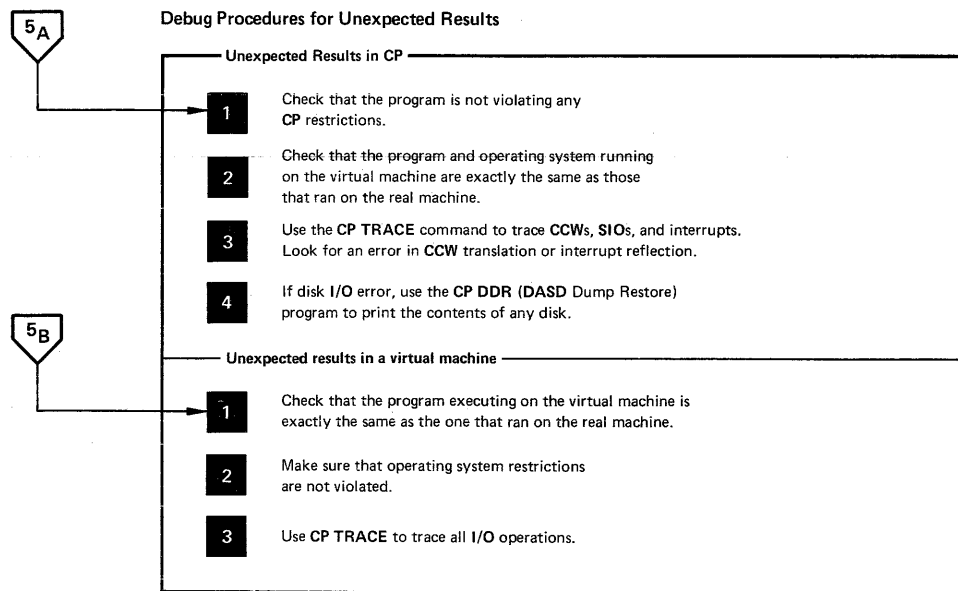 Debug Procedures for Unexpected Results
5A
Unexpected Results in CP
1
Check that the program is not violating any
CP restrictions.
2
Check that the program and operating system running
on the virtual machine are exactly the same as those
that ran on the real machine.
3
Use the CP TRACE command to trace CCWs, SIOs, and interrupts.
Look for an error in CCW translation or interrupt reflection.
4
If disk I/O error, use the CP DDR (DASD Dump Restore)
program to print the contents of any disk.
5B
Unexpected results in a virtual machine
1
Check that the program executing on the virtual machine is
exactly the same as the one that ran on the real machine.
2
Make sure that operating system restrictions
are not violated.
3
Use CP TRACE to trace all I/O operations.